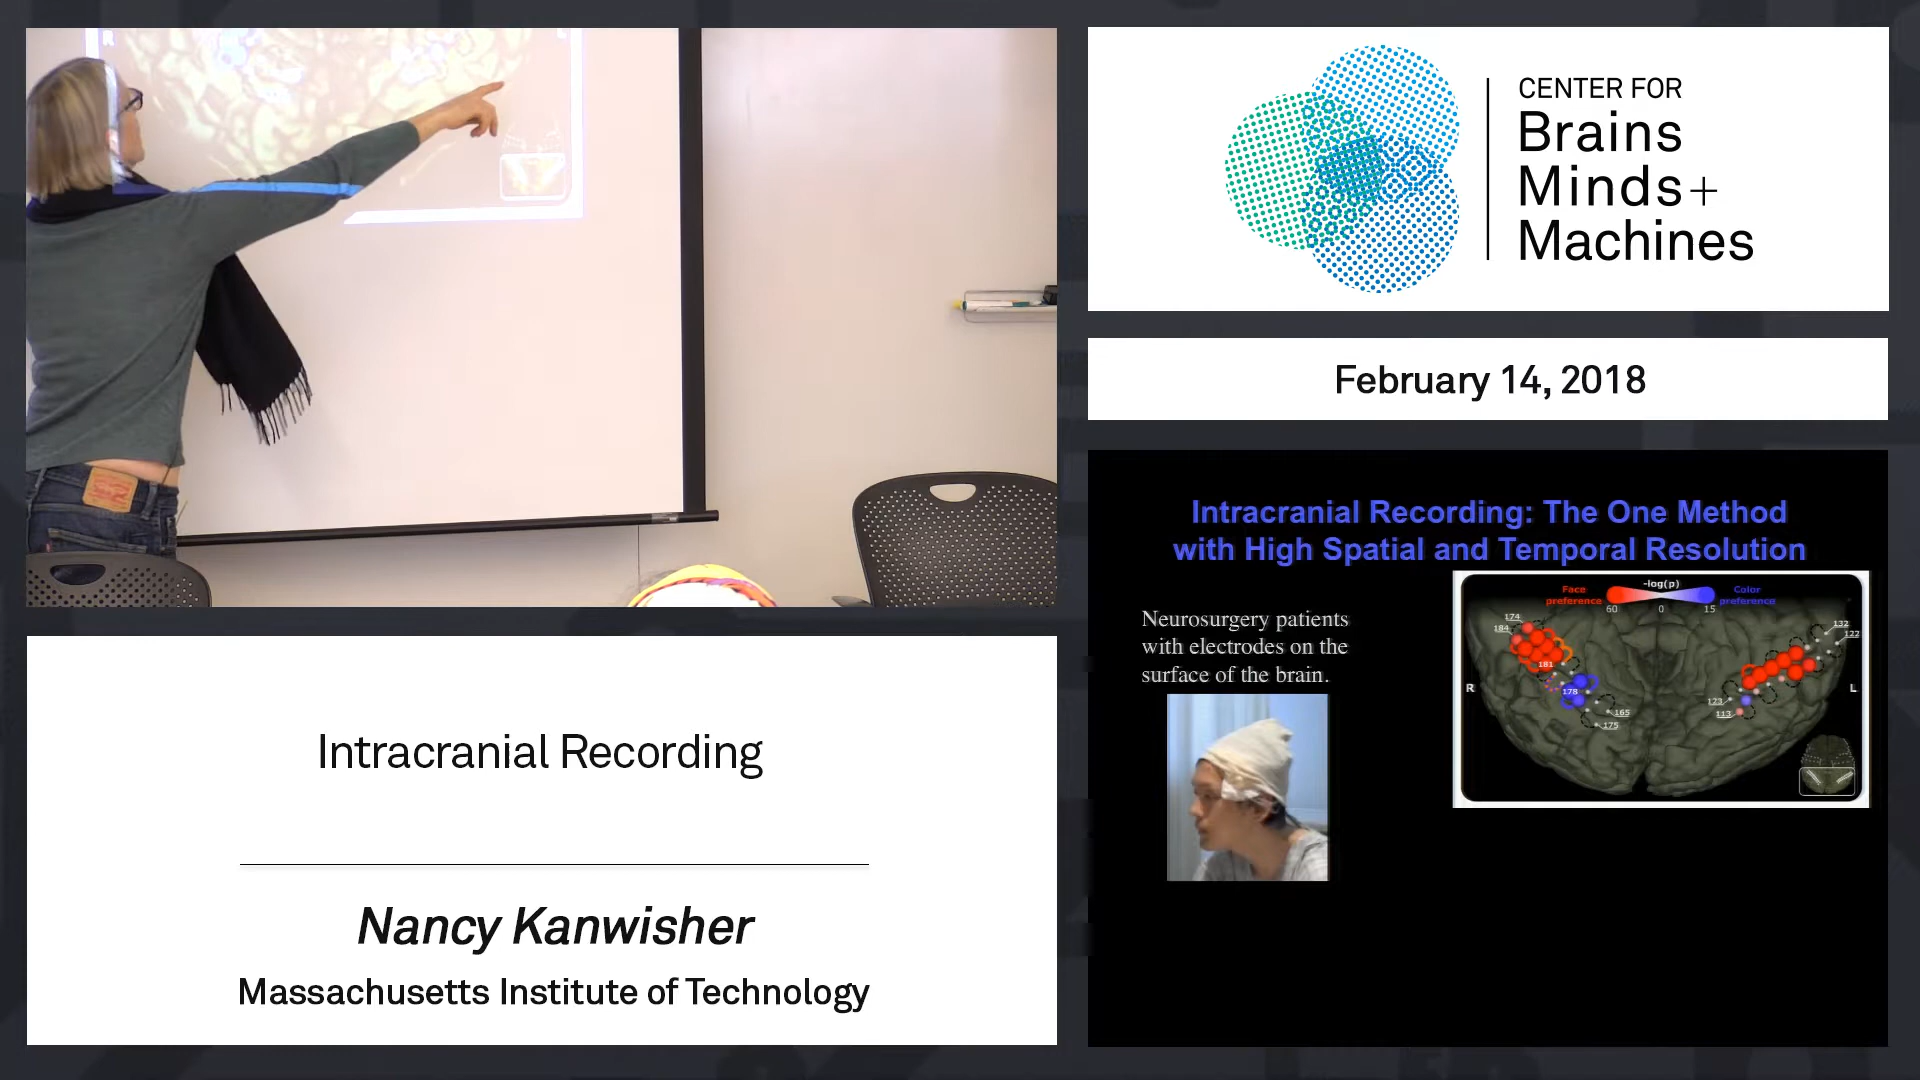 CENTER FOR
Brains
Minds+
Machines
February 14, 2018
Intracranial Recording
Nancy Kanwisher
Massachusetts Institute of Technology
Intracranial Recording: The One Method
with High Spatial and Temporal Resolution
Neurosurgery patients
with electrodes on the
surface of the brain.
-log(p)
Face
preference
Color
preference
60 0 15
174
184
181
178
165
175
132
122
123
113
R
L
R